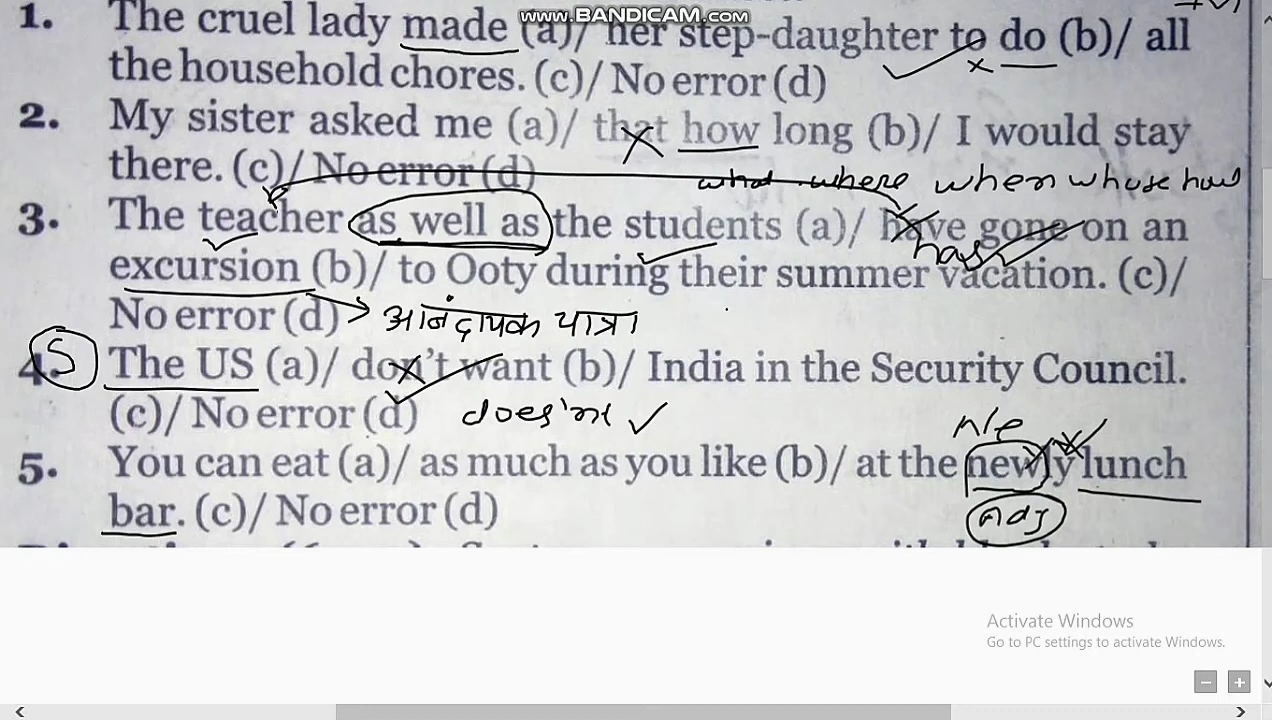 www.BANDICAM.com
1. The cruel lady made (a)/ her step-daughter to do (b)/ all
the household chores. (c)/ No error (d)
2. My sister asked me (a)/ that how long (b)/ I would stay
there. (c)/ No error (d)
what where when whose how
3. The teacher as well as the students (a)/ have gone on an
has
excursion (b)/ to Ooty during their summer vacation. (c)/
No error (d) → आनंदायक यात्रा
S
4. The US (a)/ don't want (b)/ India in the Security Council.
(c)/ No error (d) does'nt ✓
5. You can eat (a)/ as much as you like (b)/ at the newly lunch
bar. (c)/ No error (d)
Adj
Activate Windows
Go to PC settings to activate Windows.